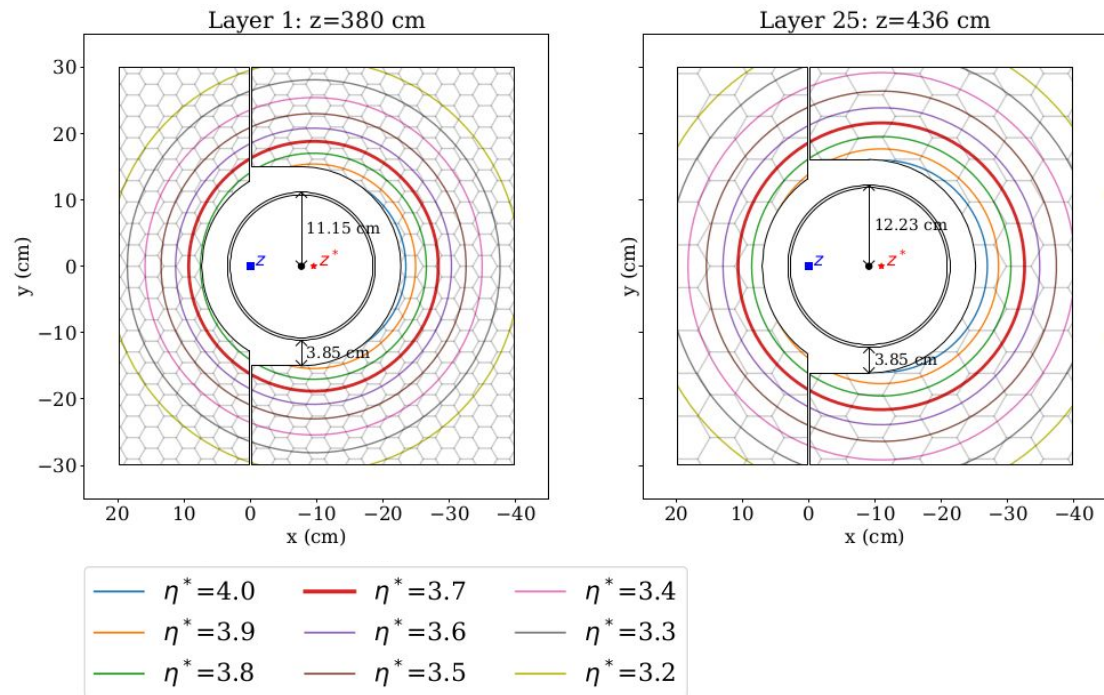 Layer 1: z=380 cm
Layer 25: z=436 cm
30
20
10
0
−10
−20
−30
y (cm)
y (cm)
11.15 cm
z
z*
3.85 cm
12.23 cm
z
z*
3.85 cm
20 10 0 −10 −20 −30 −40
20 10 0 −10 −20 −30 −40
x (cm)
x (cm)
η*=4.0 η*=3.7 η*=3.4
η*=3.9 η*=3.6 η*=3.3
η*=3.8 η*=3.5 η*=3.2